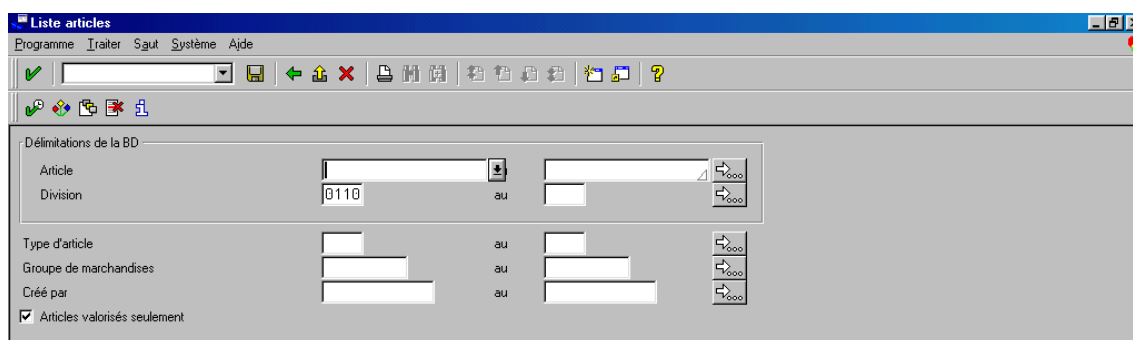 Liste articles
Programme Traiter Saut Système Aide
Délimitations de la BD
Article
Division 0110 au
Type d'article au
Groupe de marchandises au
Créé par au
Articles valorisés seulement